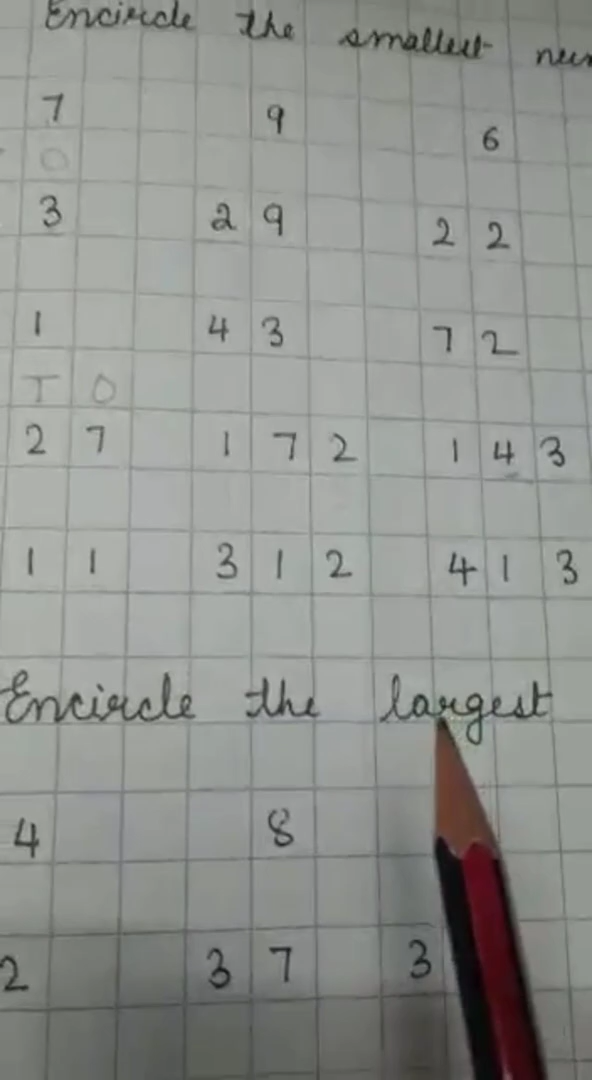 Encircle the smallest
7 9 6
O
3 29 22
1 43 72
T O
27 172 143
11 312 413
Encircle the largest
4 8
2 37 3